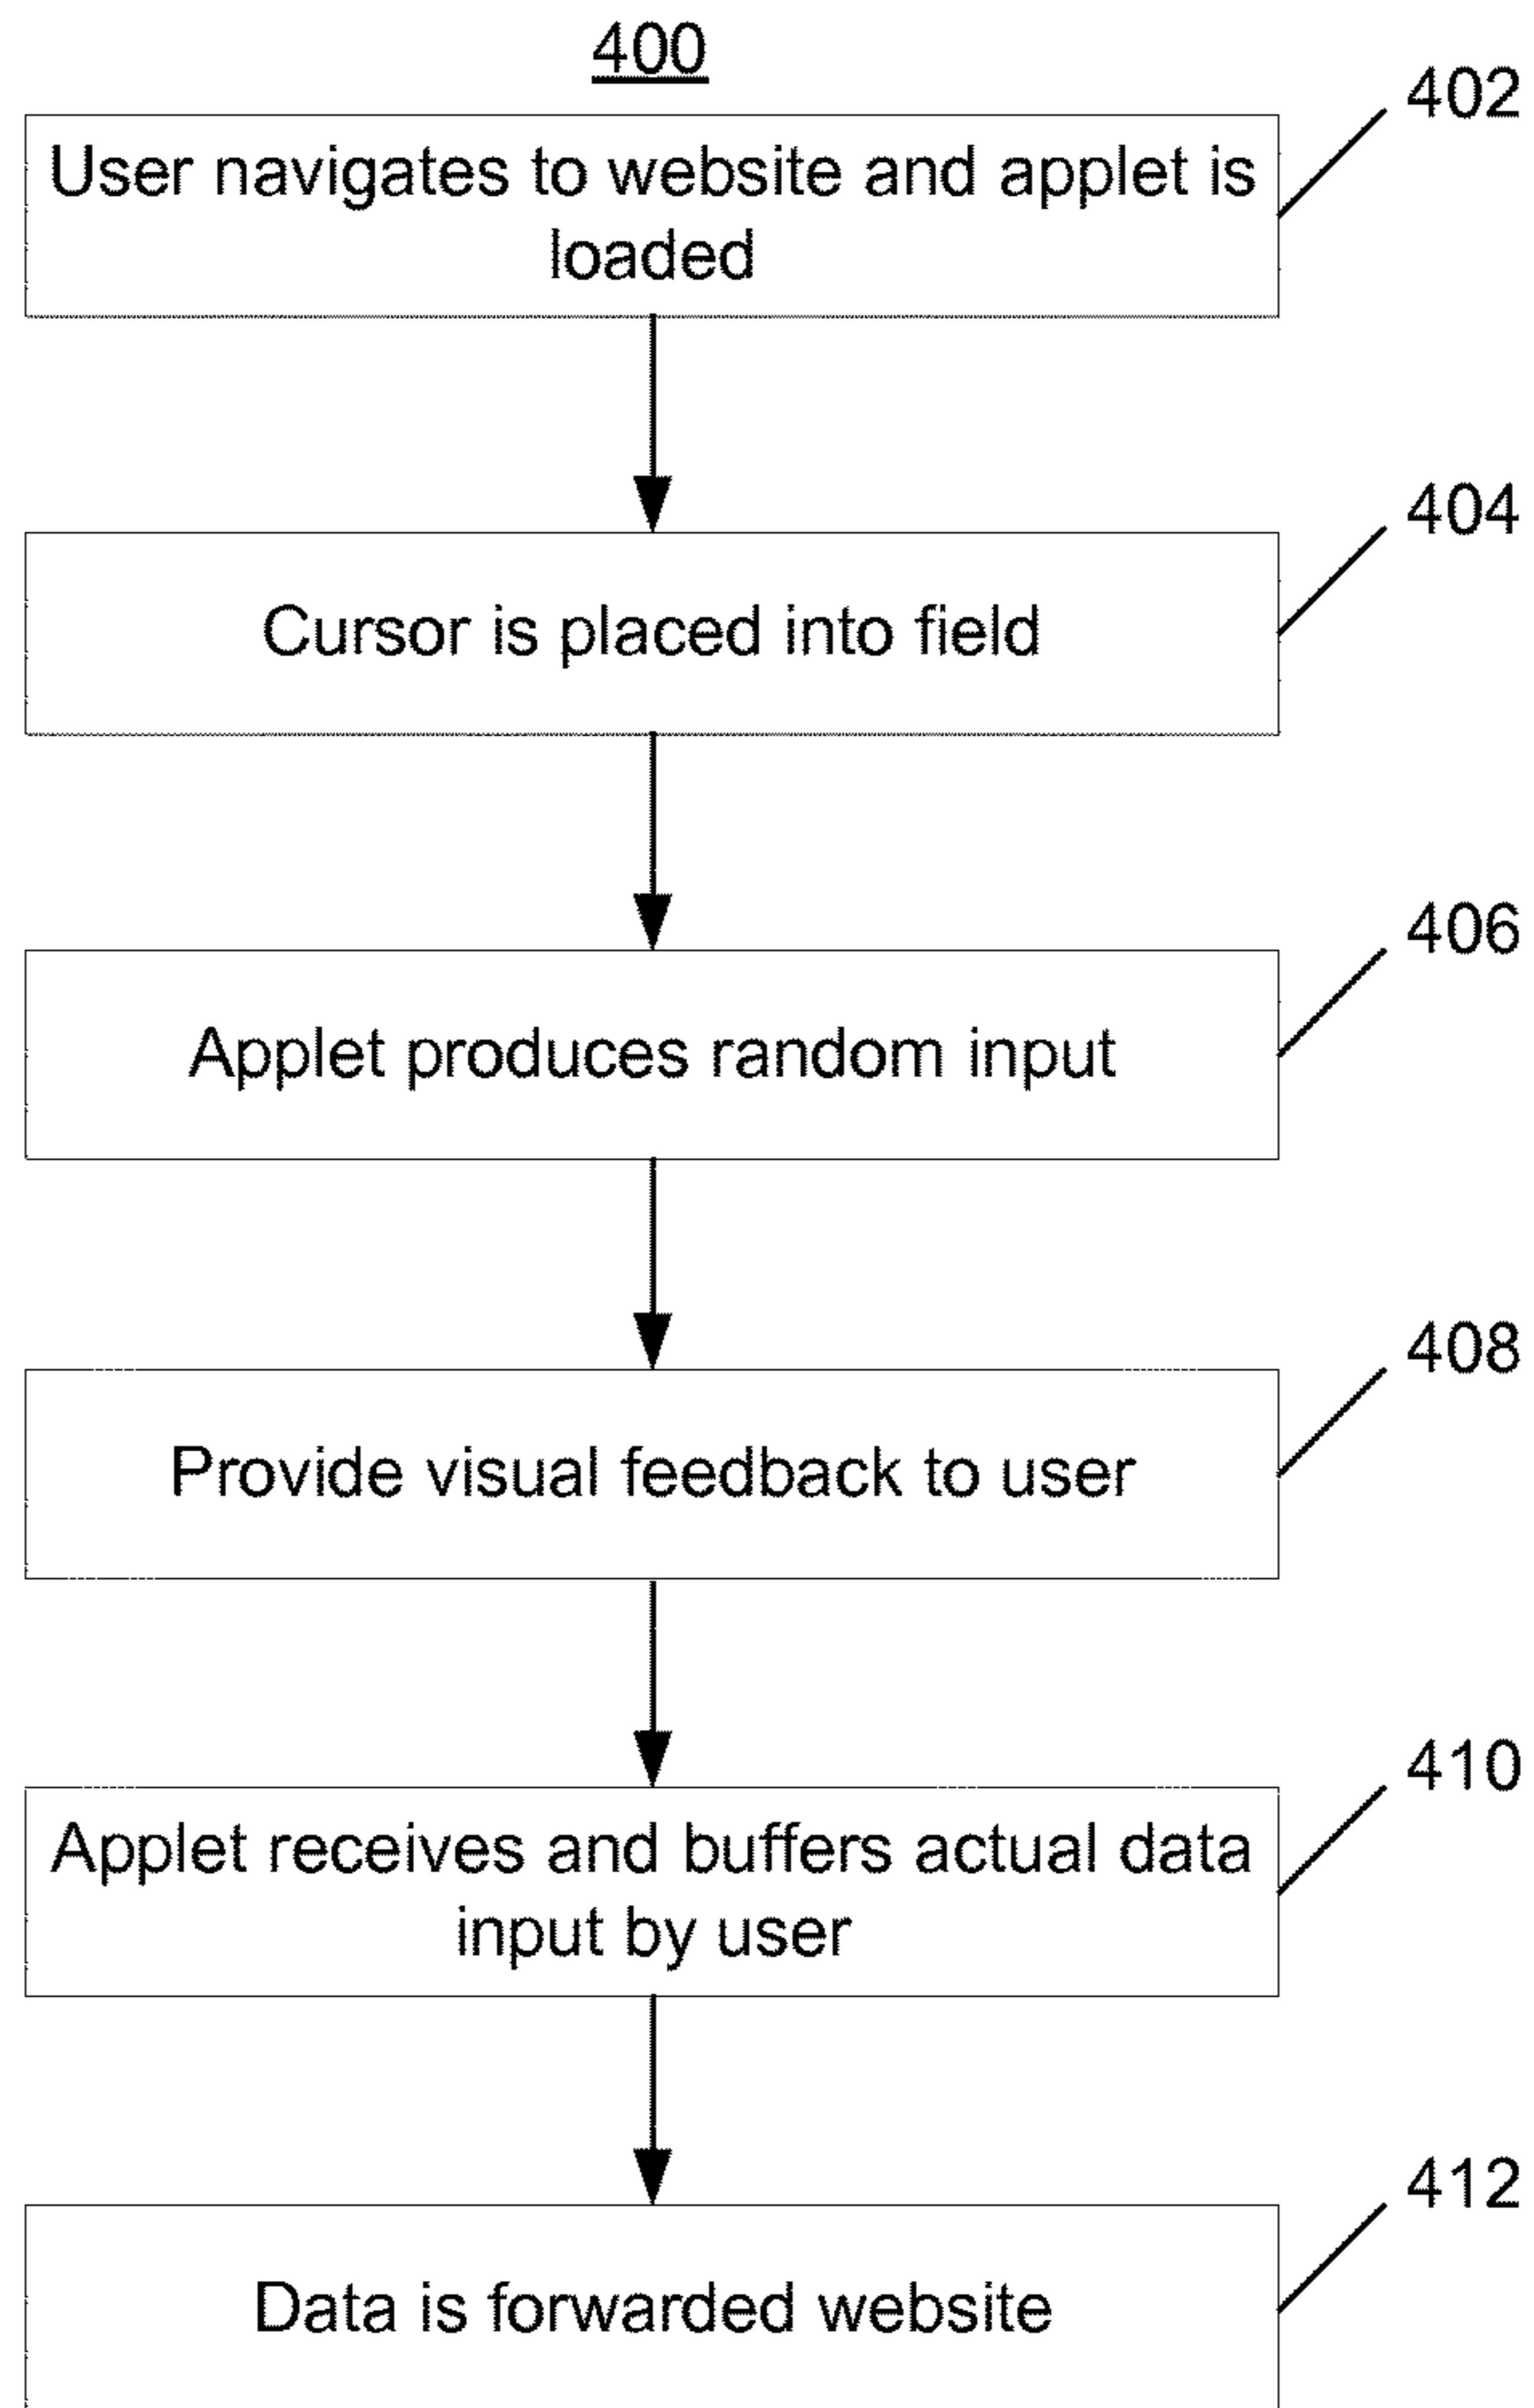 400
402
User navigates to website and applet is
loaded
404
Cursor is placed into field
406
Applet produces random input
408
Provide visual feedback to user
410
Applet receives and buffers actual data
input by user
412
Data is forwarded website